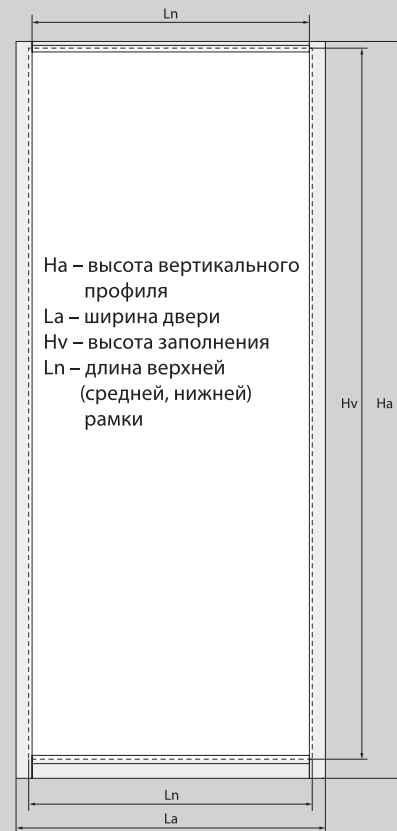 Ln
Ha – высота вертикального
профиля
La – ширина двери
Hv – высота заполнения
Ln – длина верхней
(средней, нижней)
рамки
Hv
Ha
Ln
La